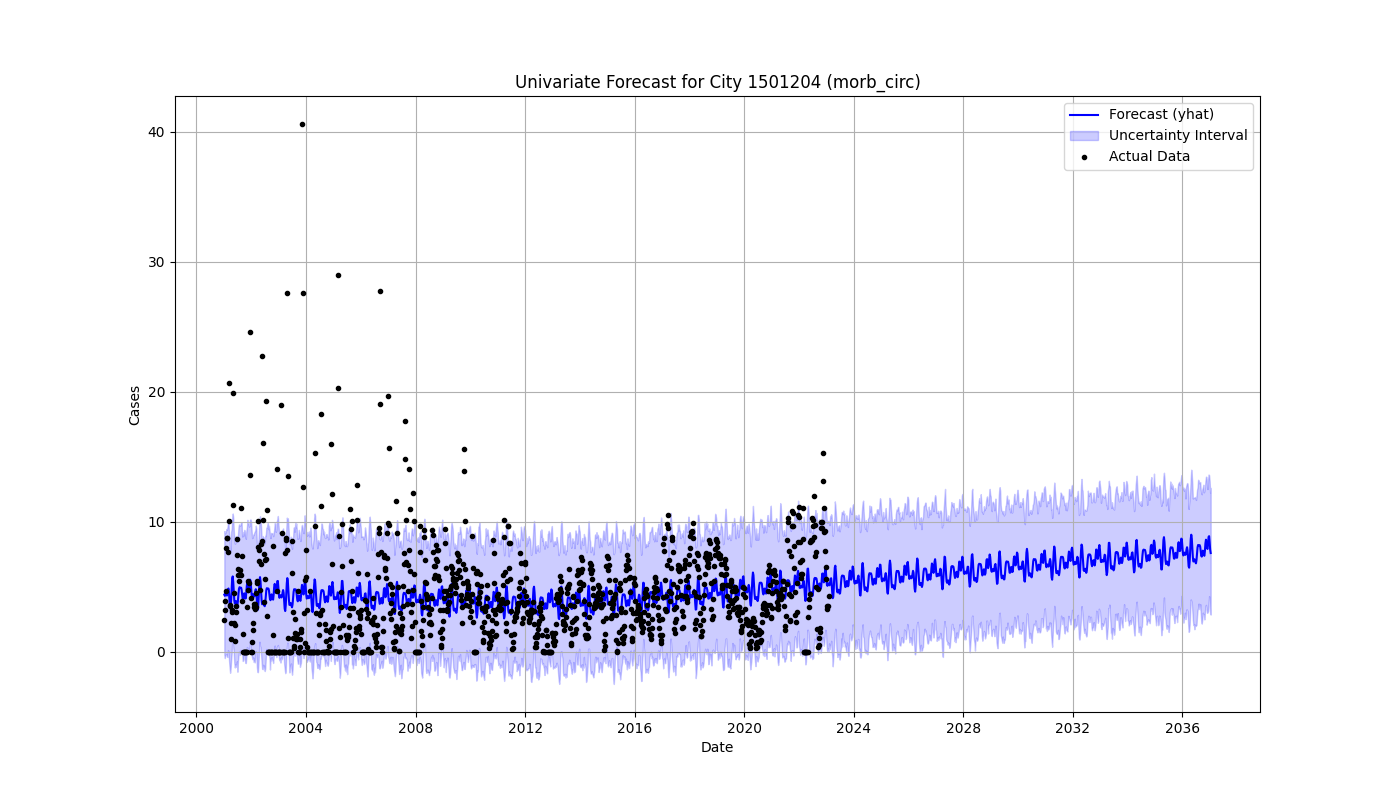 Univariate Forecast for City 1501204 (morb_circ)
Forecast (yhat)
Uncertainty Interval
Actual Data
Cases
40
30
20
10
0
2000 2004 2008 2012 2016 2020 2024 2028 2032 2036
Date